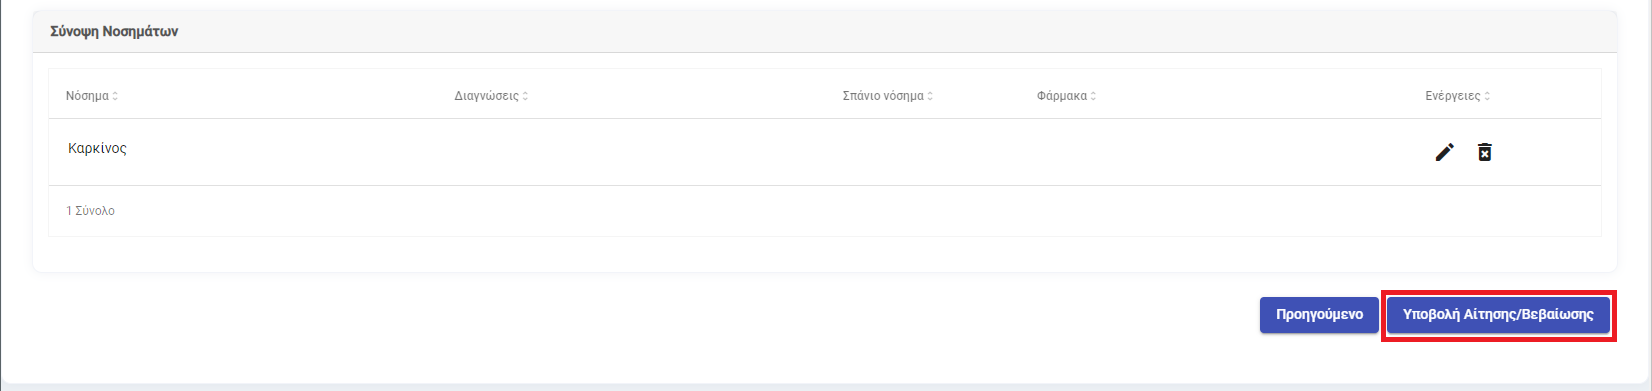 Σύνοψη Νοσημάτων
Νόσημα Διαγνώσεις Σπάνιο νόσημα Φάρμακα Ενέργειες
Καρκίνος
1 Σύνολο
Προηγούμενο Υποβολή Αίτησης/Βεβαίωσης